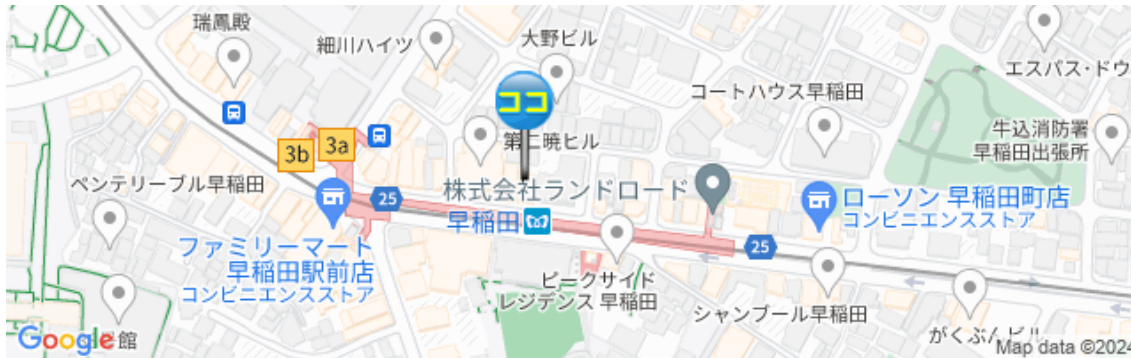 瑞鳳殿
細川ハイツ
大野ビル
エスパス・ドウ
ココ
コートハウス早稲田
3b
3a
第二暁ビル
牛込消防署
早稲田出張所
ペンテリーブル早稲田
25
株式会社ランドロード
ローソン 早稲田町店
コンビニエンスストア
早稲田
ファミリーマート
早稲田駅前店
コンビニエンスストア
25
ピークサイド
レジデンス 早稲田
シャンブール早稲田
がくぶんビル
Google
館
Map data ©2024